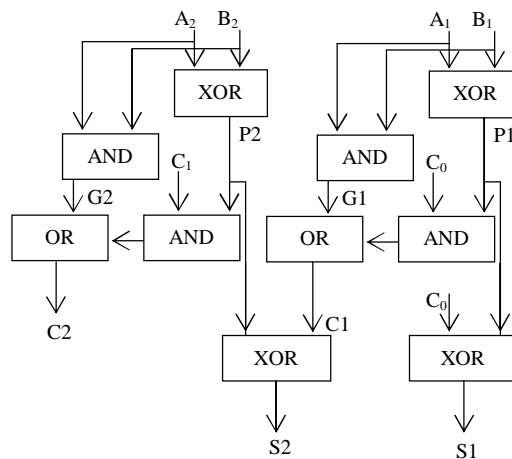 A₂ B₂ A₁ B₁
XOR XOR
P2 P1
AND AND
C₁ C₀
G2 G1
OR AND OR AND
C₀
C2 C1
XOR XOR
S2 S1